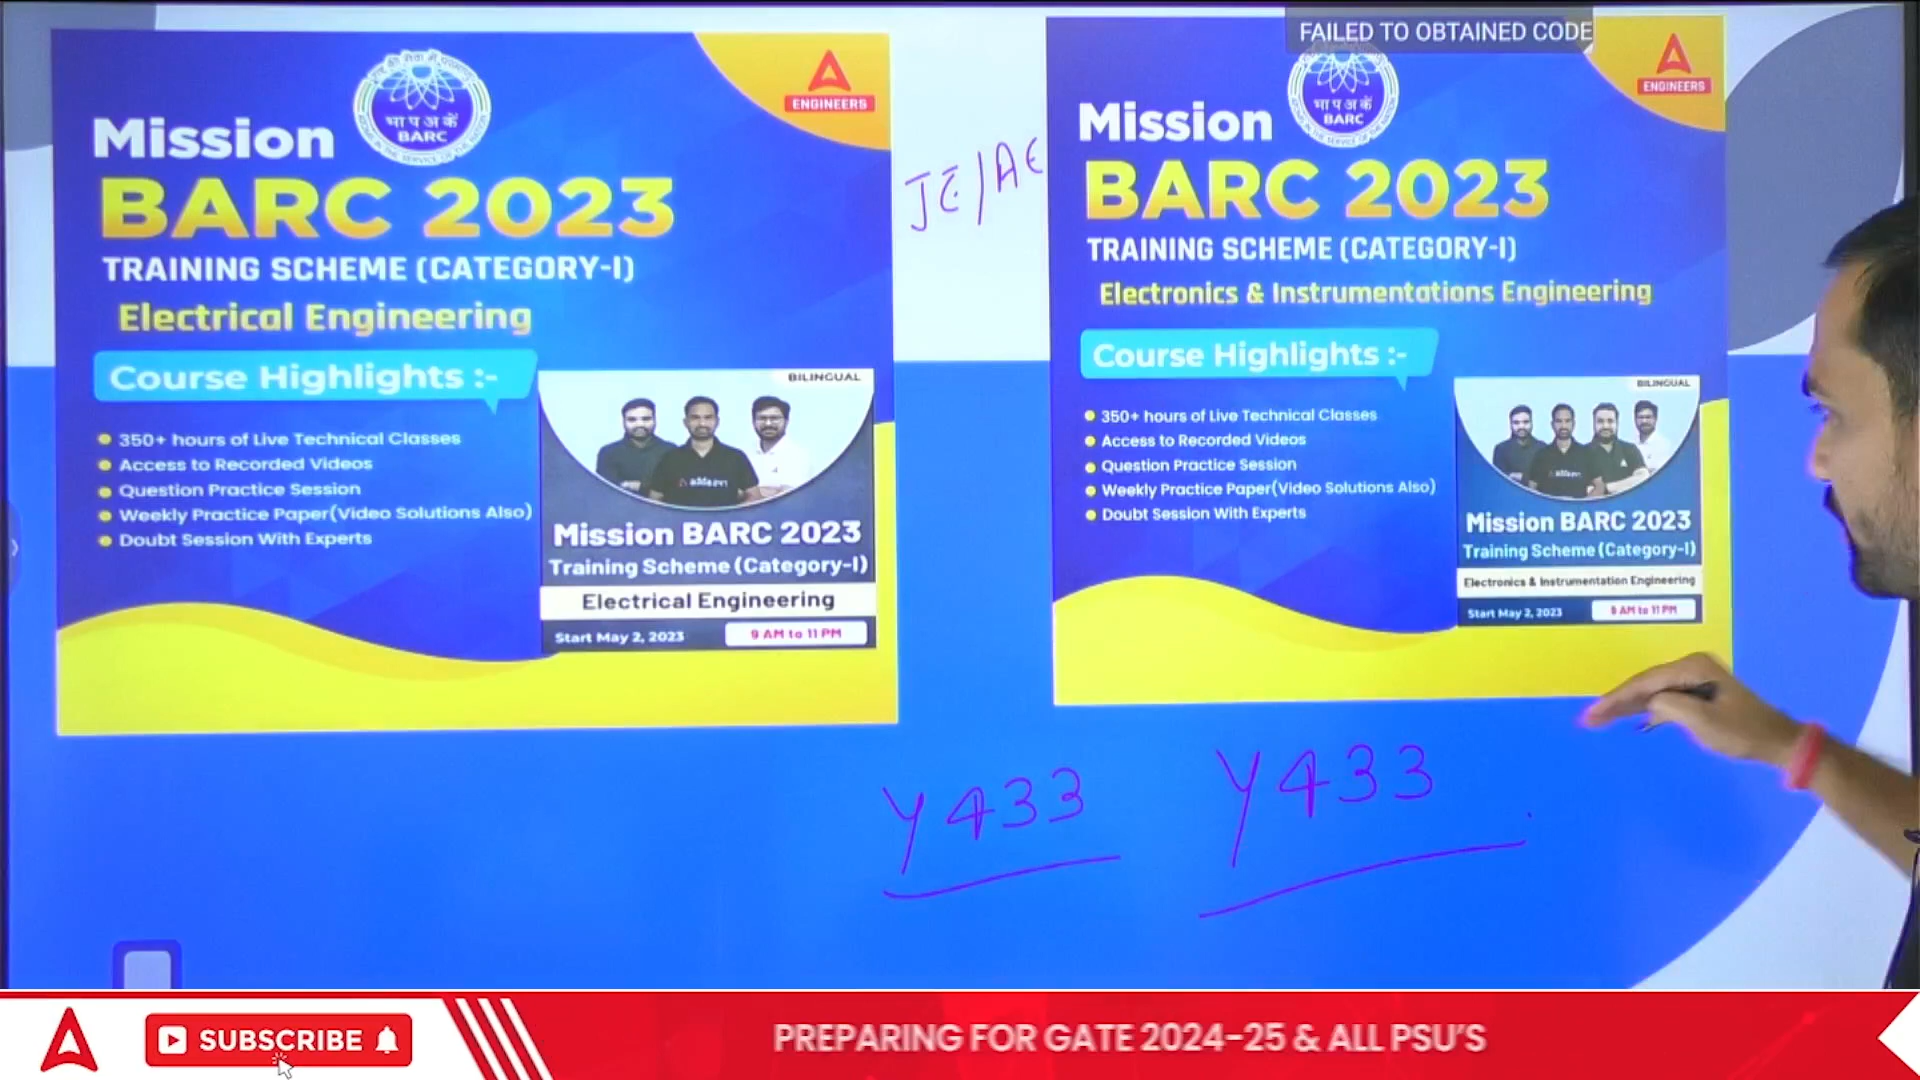 FAILED TO OBTAINED CODE
भा प अ कें
BARC
ENGINEERS
Mission
BARC 2023
TRAINING SCHEME (CATEGORY-I)
Electrical Engineering
Course Highlights :-
350+ hours of Live Technical Classes
Access to Recorded Videos
Question Practice Session
Weekly Practice Paper(Video Solutions Also)
Doubt Session With Experts
BILINGUAL
Mission BARC 2023
Training Scheme (Category-I)
Electrical Engineering
Start May 2, 2023
9 AM to 11 PM
JE/AE
भा प अ कें
BARC
ENGINEERS
Mission
BARC 2023
TRAINING SCHEME (CATEGORY-I)
Electronics & Instrumentations Engineering
Course Highlights :-
350+ hours of Live Technical Classes
Access to Recorded Videos
Question Practice Session
Weekly Practice Paper(Video Solutions Also)
Doubt Session With Experts
BILINGUAL
Mission BARC 2023
Training Scheme (Category-I)
Electronics & Instrumentation Engineering
Start May 2, 2023
9 AM to 11 PM
Y433
Y433
SUBSCRIBE
PREPARING FOR GATE 2024-25 & ALL PSU'S